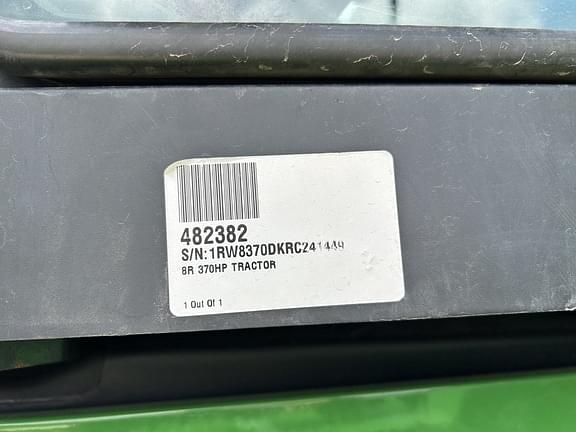 482382
S/N:1RW8370DKRC241449
8R 370HP TRACTOR
1 Out Of 1